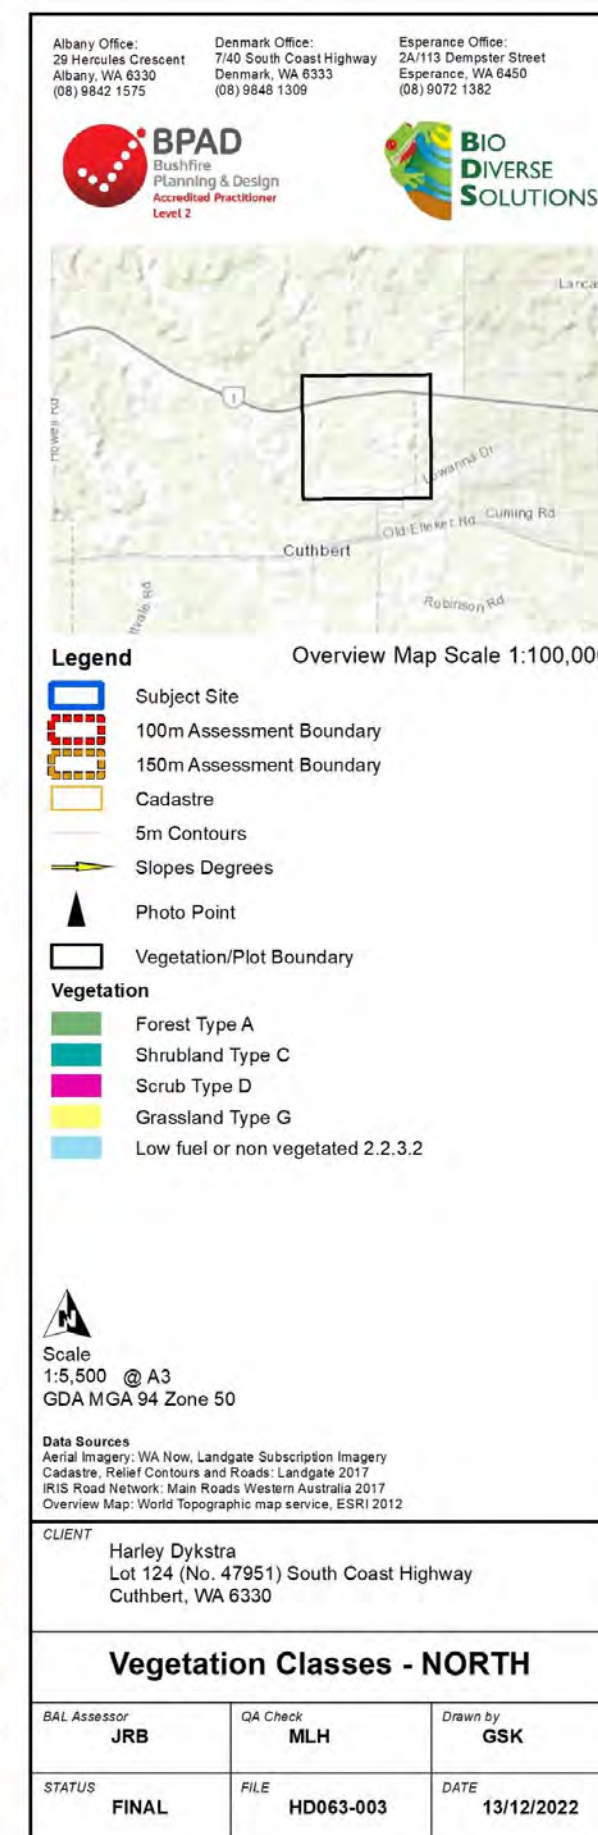 Albany Office:
29 Hercules Crescent
Albany, WA 6330
(08) 9842 1575
Denmark Office:
7/40 South Coast Highway
Denmark, WA 6333
(08) 9848 1309
Esperance Office:
2A/113 Dempster Street
Esperance, WA 6450
(08) 9072 1382
BPAD
Bushfire
Planning & Design
Accredited Practitioner
Level 2
BIO
DIVERSE
SOLUTIONS
1
Howell Rd
Lowanna Dr
Old Elleker Rd
Cuming Rd
Cuthbert
Robinson Rd
Legend
Overview Map Scale 1:100,000
Subject Site
100m Assessment Boundary
150m Assessment Boundary
Cadastre
5m Contours
Slopes Degrees
Photo Point
Vegetation/Plot Boundary
Vegetation
Forest Type A
Shrubland Type C
Scrub Type D
Grassland Type G
Low fuel or non vegetated 2.2.3.2
N
Scale
1:5,500 @ A3
GDA MGA 94 Zone 50
Data Sources
Aerial Imagery: WA Now, Landgate Subscription Imagery
Cadastre, Relief Contours and Roads: Landgate 2017
IRIS Road Network: Main Roads Western Australia 2017
Overview Map: World Topographic map service, ESRI 2012
CLIENT
Harley Dykstra
Lot 124 (No. 47951) South Coast Highway
Cuthbert, WA 6330
Vegetation Classes - NORTH
BAL Assessor
JRB
QA Check
MLH
Drawn by
GSK
STATUS
FINAL
FILE
HD063-003
DATE
13/12/2022